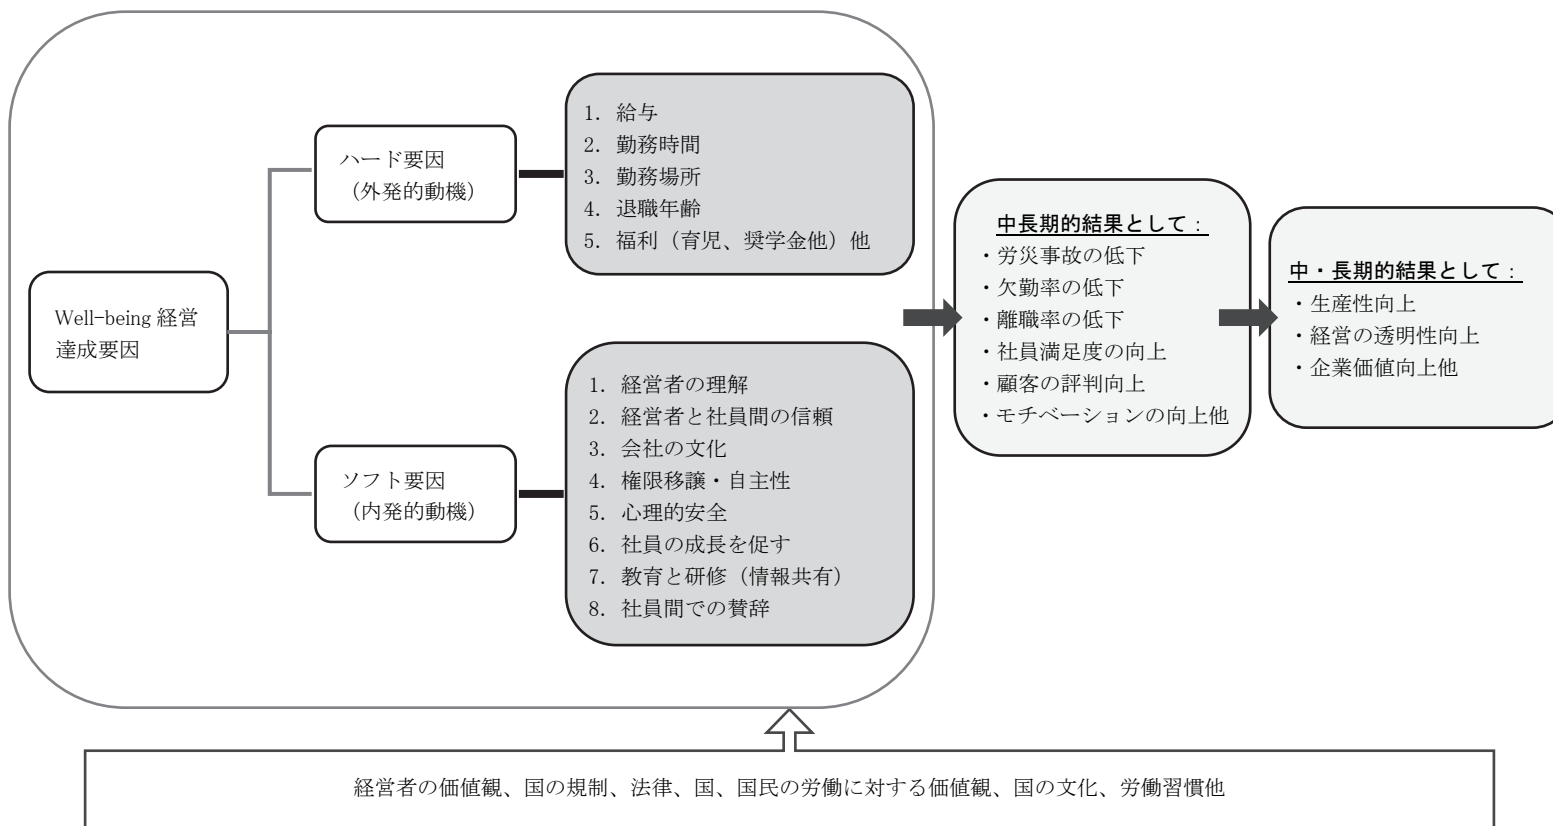 Well-being 経営
達成要因
ハード要因
（外発的動機）
1. 給与
2. 勤務時間
3. 勤務場所
4. 退職年齢
5. 福利（育児、奨学金他）他
ソフト要因
（内発的動機）
1. 経営者の理解
2. 経営者と社員間の信頼
3. 会社の文化
4. 権限移譲・自主性
5. 心理的安全
6. 社員の成長を促す
7. 教育と研修（情報共有）
8. 社員間での賛辞
中長期的結果として：
・労災事故の低下
・欠勤率の低下
・離職率の低下
・社員満足度の向上
・顧客の評判向上
・モチベーションの向上他
中・長期的結果として：
・生産性向上
・経営の透明性向上
・企業価値向上他
経営者の価値観、国の規制、法律、国、国民の労働に対する価値観、国の文化、労働習慣他